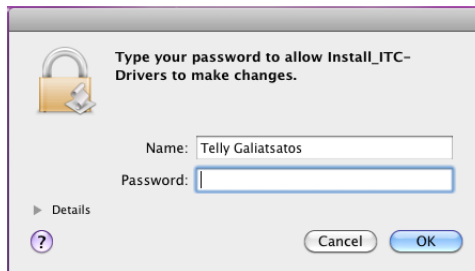 Type your password to allow Install_ITC-
Drivers to make changes.
Name: Telly Galiatsatos
Password:
Details
? Cancel OK